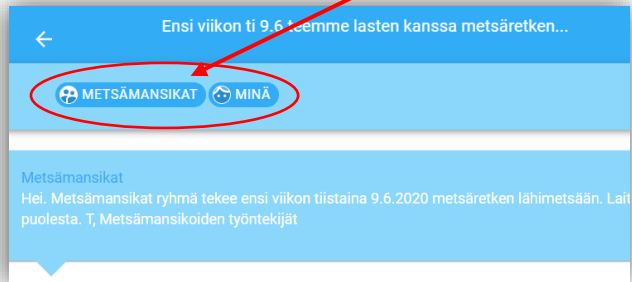 Ensi viikon ti 9.6 teemme lasten kanssa metsäretken...
METSÄMANSIKAT MINÄ
Metsämansikat
Hei. Metsämansikat ryhmä tekee ensi viikon tiistaina 9.6.2020 metsäretken lähimetsään. Lait
puolesta. T, Metsämansikoiden työntekijät